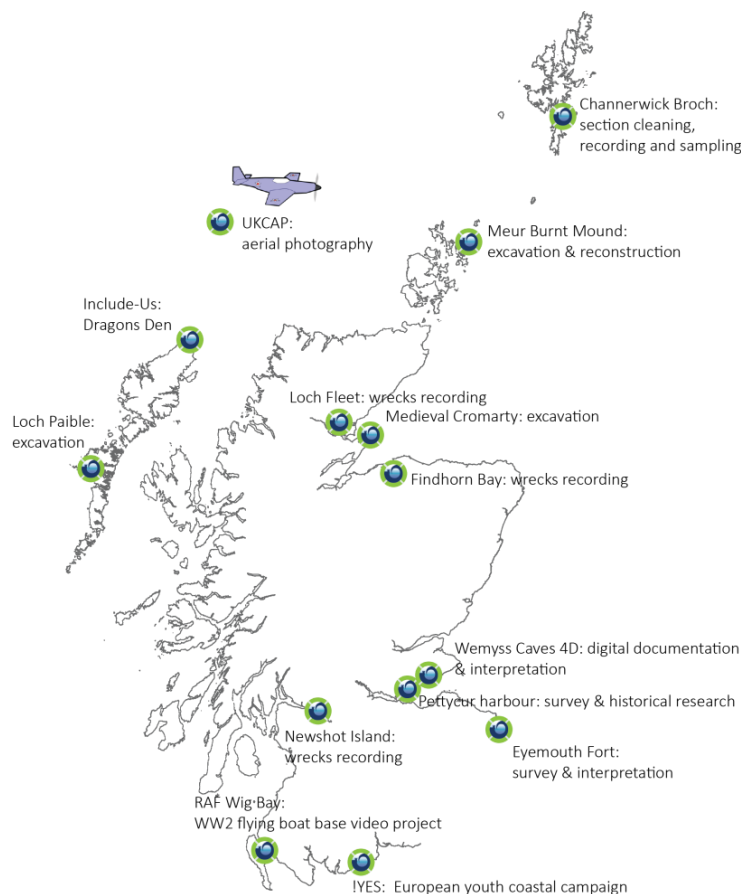 Channerwick Broch:
section cleaning,
recording and sampling
UKCAP:
aerial photography
Meur Burnt Mound:
excavation & reconstruction
Include-Us:
Dragons Den
Loch Fleet: wrecks recording
Medieval Cromarty: excavation
Loch Paible:
excavation
Findhorn Bay: wrecks recording
Wemyss Caves 4D: digital documentation
& interpretation
Pettycur harbour: survey & historical research
Newshot Island:
wrecks recording
Eyemouth Fort:
survey & interpretation
RAF Wig Bay:
WW2 flying boat base video project
!YES: European youth coastal campaign